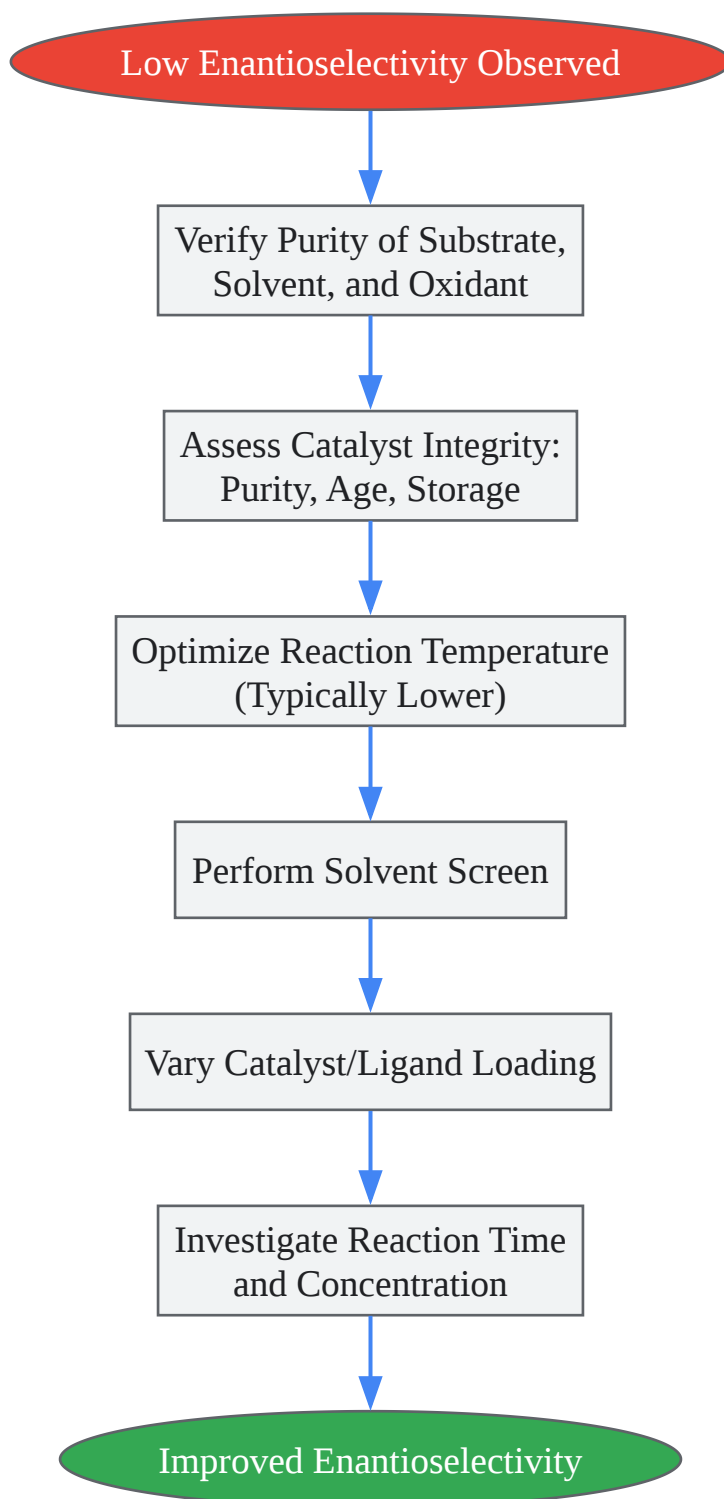 Low Enantioselectivity Observed
Verify Purity of Substrate,
Solvent, and Oxidant
Assess Catalyst Integrity:
Purity, Age, Storage
Optimize Reaction Temperature
(Typically Lower)
Perform Solvent Screen
Vary Catalyst/Ligand Loading
Investigate Reaction Time
and Concentration
Improved Enantioselectivity